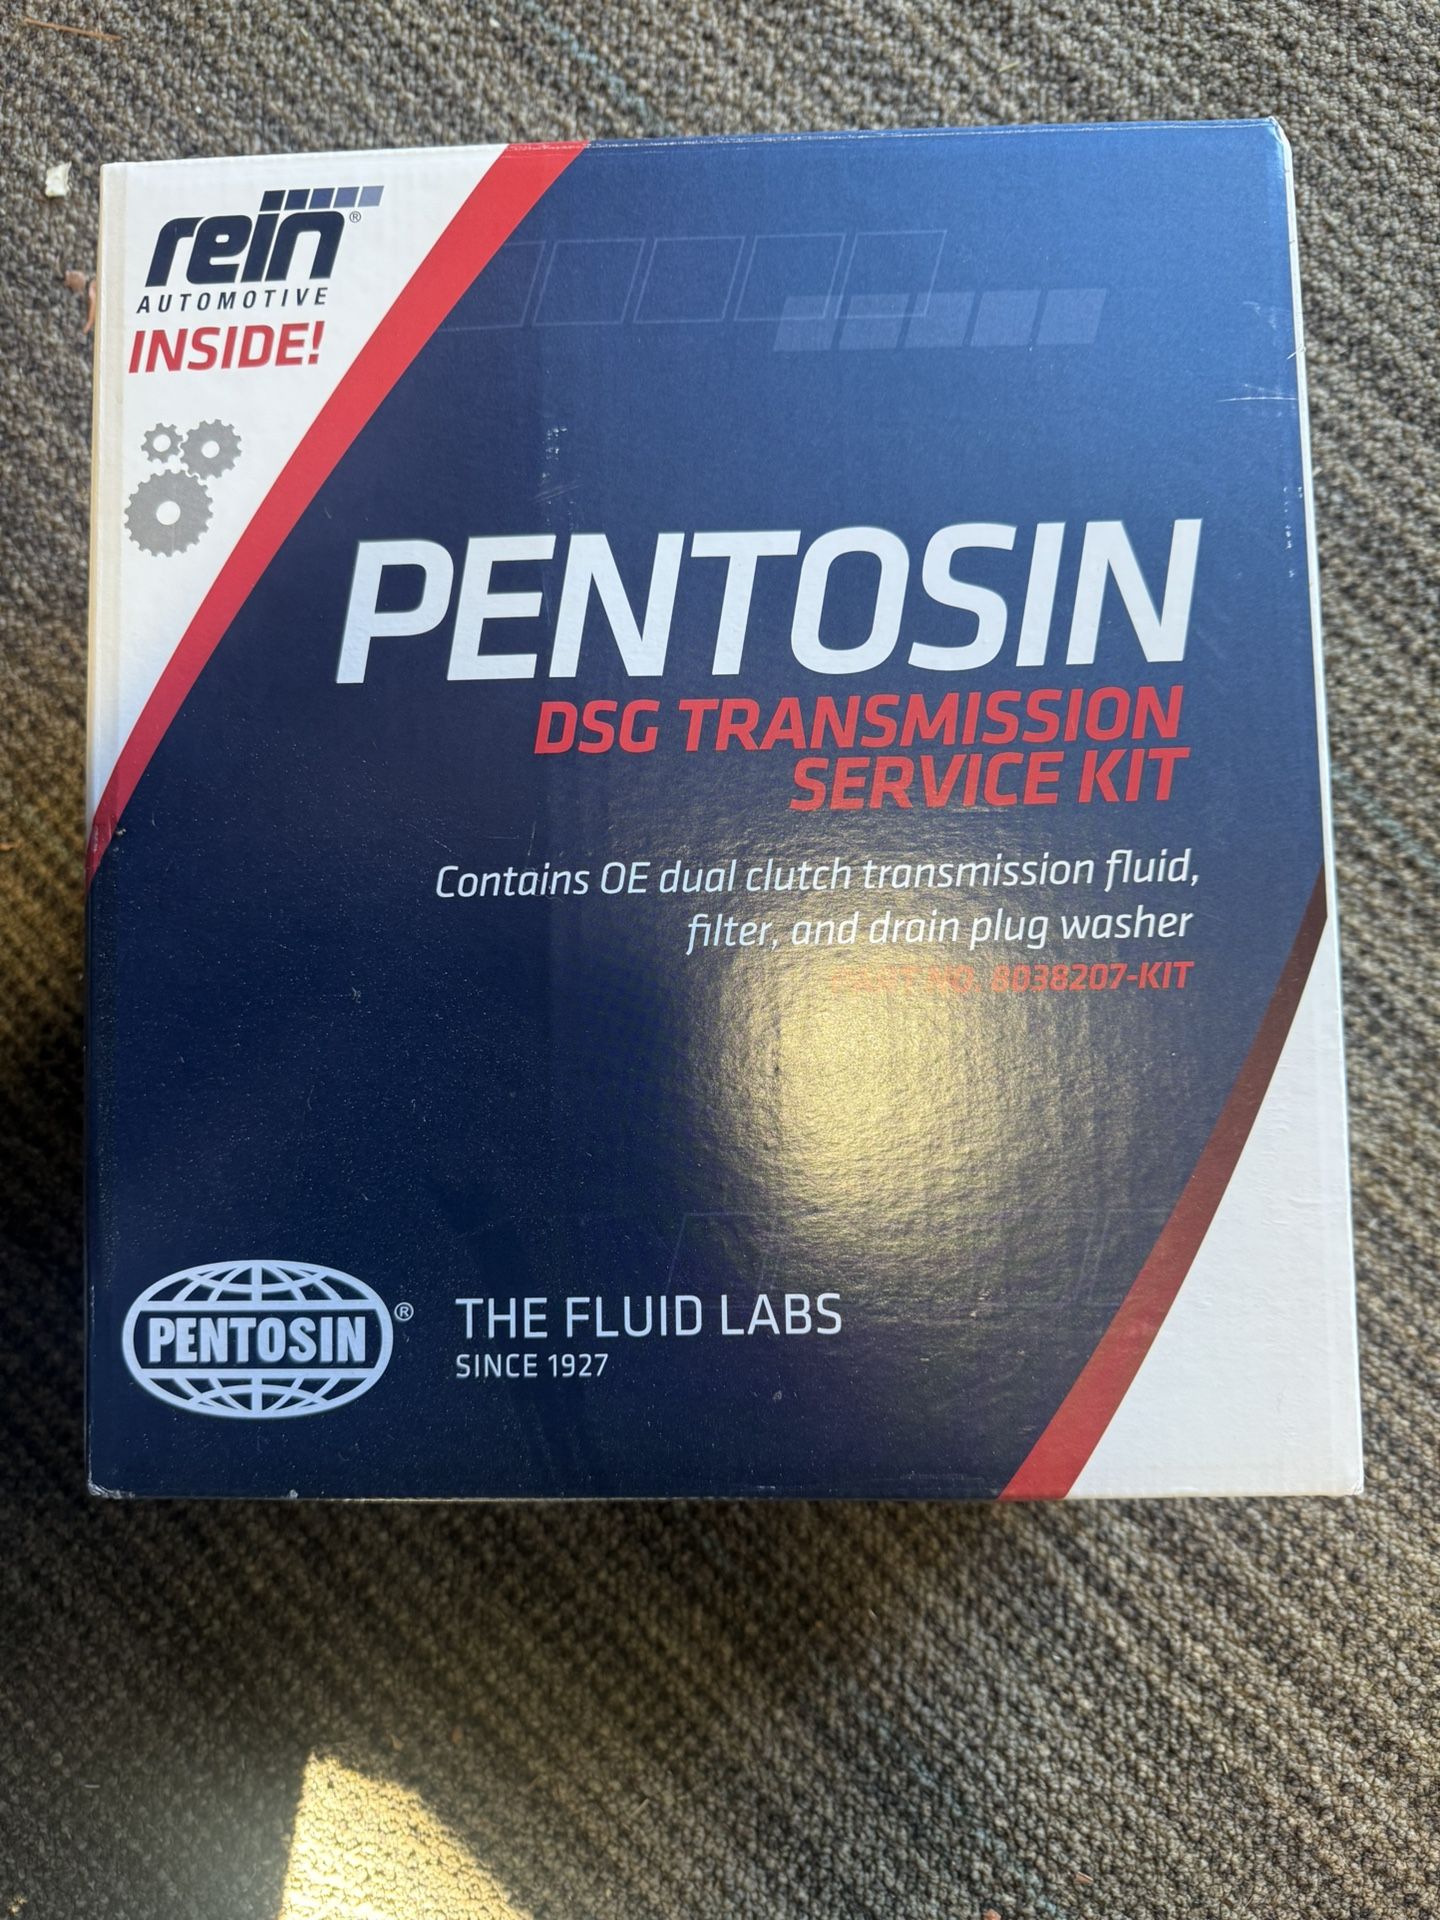 rein®
AUTOMOTIVE
INSIDE!
PENTOSIN
DSG TRANSMISSION
SERVICE KIT
Contains OE dual clutch transmission fluid,
filter, and drain plug washer
PART NO. 8038207-KIT
PENTOSIN®
THE FLUID LABS
SINCE 1927